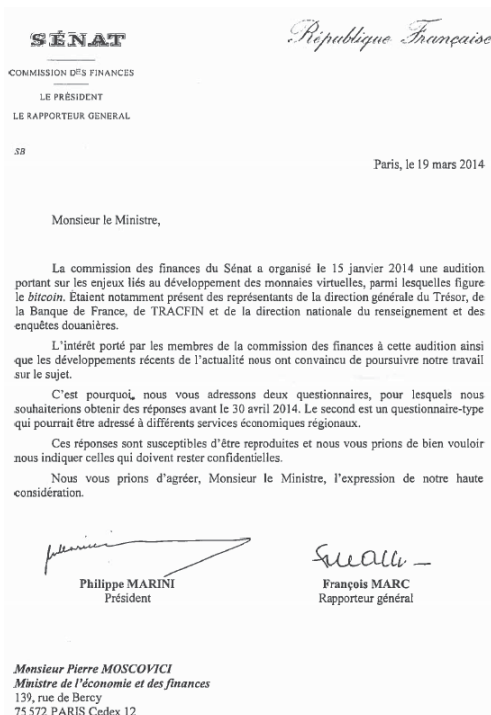 SÉNAT
République Française
COMMISSION DES FINANCES
LE PRÉSIDENT
LE RAPPORTEUR GENERAL
SB
Paris, le 19 mars 2014
Monsieur le Ministre,
La commission des finances du Sénat a organisé le 15 janvier 2014 une audition
portant sur les enjeux liés au développement des monnaies virtuelles, parmi lesquelles figure
le bitcoin. Étaient notamment présent des représentants de la direction générale du Trésor, de
la Banque de France, de TRACFIN et de la direction nationale du renseignement et des
enquêtes douanières.
L'intérêt porté par les membres de la commission des finances à cette audition ainsi
que les développements récents de l'actualité nous ont convaincu de poursuivre notre travail
sur le sujet.
C'est pourquoi, nous vous adressons deux questionnaires, pour lesquels nous
souhaiterions obtenir des réponses avant le 30 avril 2014. Le second est un questionnaire-type
qui pourrait être adressé à différents services économiques régionaux.
Ces réponses sont susceptibles d'être reproduites et nous vous prions de bien vouloir
nous indiquer celles qui doivent rester confidentielles.
Nous vous prions d'agréer, Monsieur le Ministre, l'expression de notre haute
considération.
Philippe MARINI
Président
François MARC
Rapporteur général
Monsieur Pierre MOSCOVICI
Ministre de l'économie et des finances
139, rue de Bercy
75 572 PARIS Cedex 12